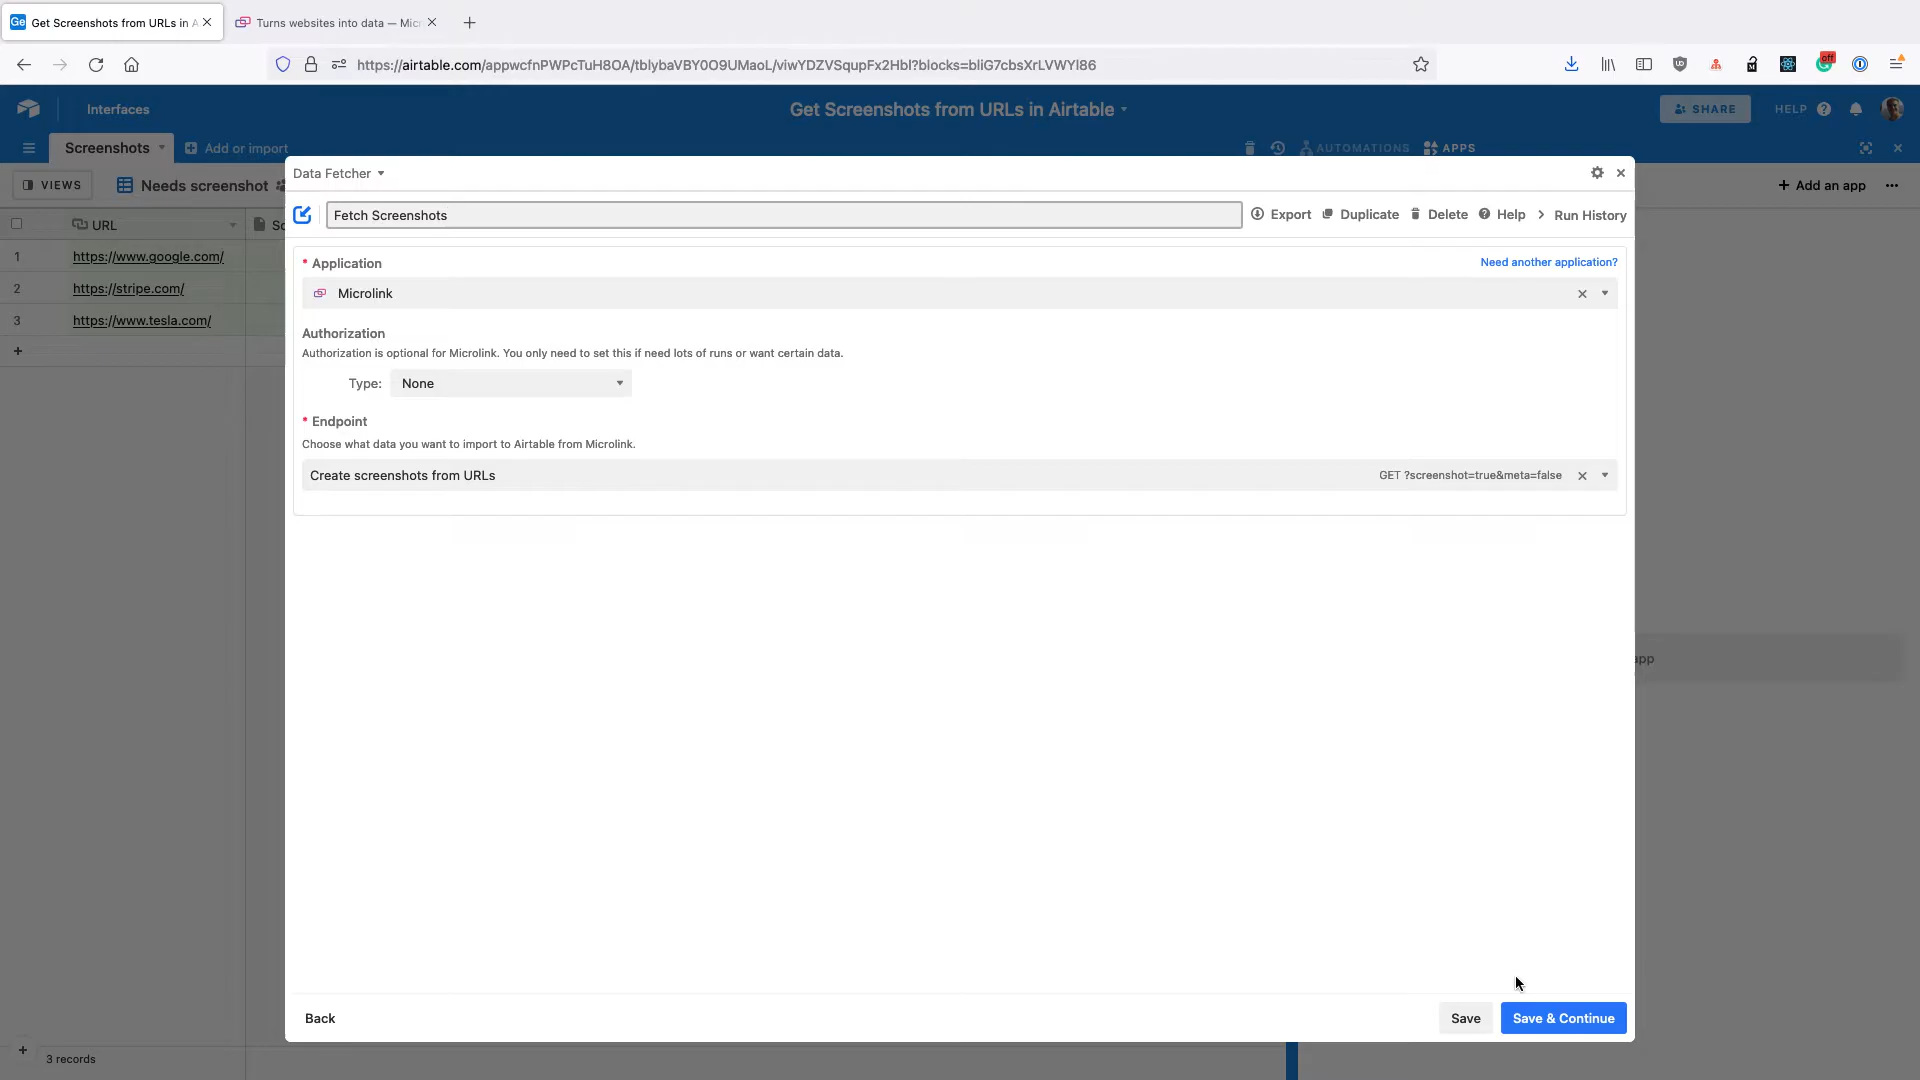 Ge Get Screenshots from URLs in A
Turns websites into data — Mic
https://airtable.com/appwcfnPWPcTuH8OA/tblybaVBY0O9UMaoL/viwYDZVSqupFx2Hbl?blocks=bliG7cbsXrLVWYl86
off
Interfaces
Get Screenshots from URLs in Airtable
SHARE
HELP
Screenshots
Add or import
AUTOMATIONS
APPS
VIEWS
Needs screenshot
Add an app
Data Fetcher
Fetch Screenshots
Export
Duplicate
Delete
Help
Run History
URL
Sc
1 https://www.google.com/
2 https://stripe.com/
3 https://www.tesla.com/
* Application
Need another application?
Microlink
Authorization
Authorization is optional for Microlink. You only need to set this if need lots of runs or want certain data.
Type: None
* Endpoint
Choose what data you want to import to Airtable from Microlink.
Create screenshots from URLs
GET ?screenshot=true&meta=false
app
Back
Save
Save & Continue
3 records